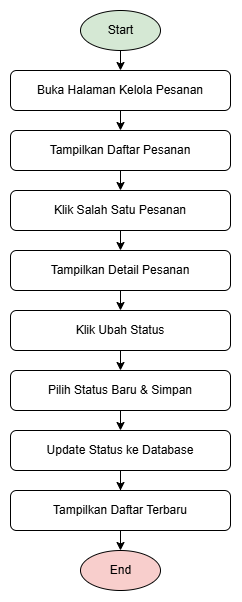 Start
Buka Halaman Kelola Pesanan
Tampilkan Daftar Pesanan
Klik Salah Satu Pesanan
Tampilkan Detail Pesanan
Klik Ubah Status
Pilih Status Baru & Simpan
Update Status ke Database
Tampilkan Daftar Terbaru
End